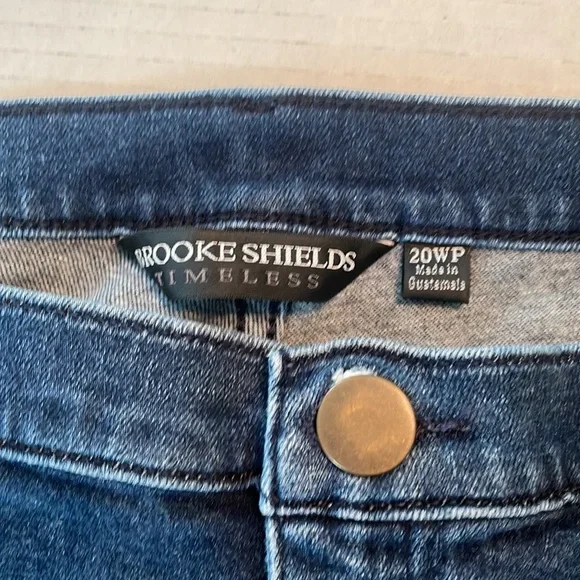 BROOKE SHIELDS
TIMELESS
20WP
Made in
Guatemala